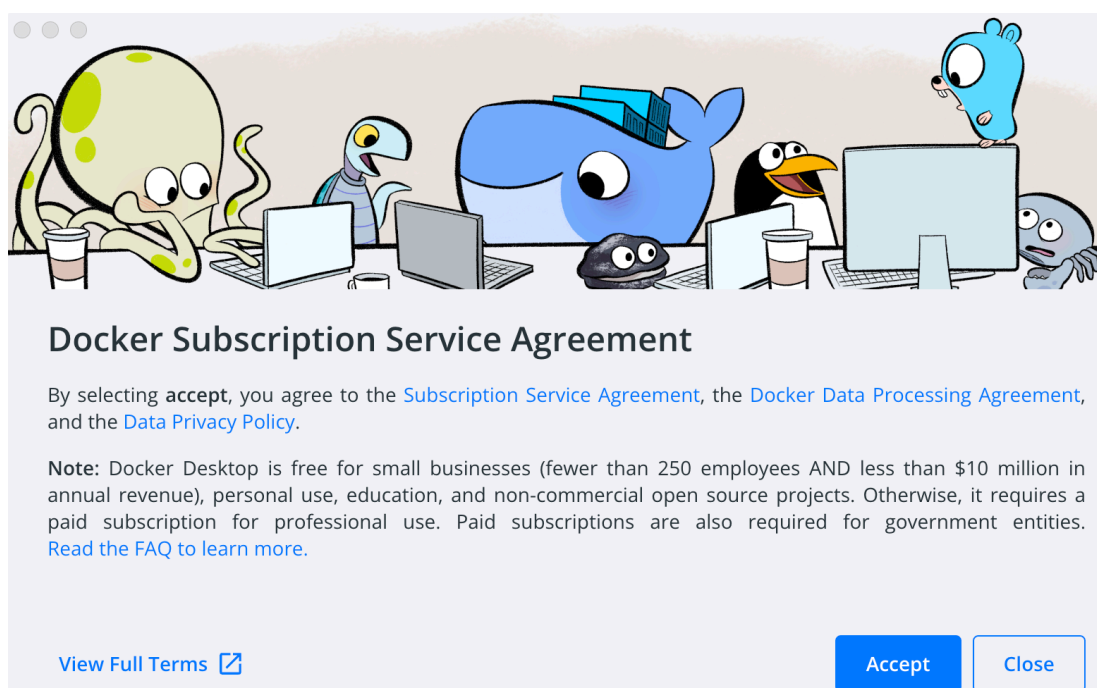 Docker Subscription Service Agreement
By selecting accept, you agree to the Subscription Service Agreement, the Docker Data Processing Agreement,
and the Data Privacy Policy.
Note: Docker Desktop is free for small businesses (fewer than 250 employees AND less than $10 million in
annual revenue), personal use, education, and non-commercial open source projects. Otherwise, it requires a
paid subscription for professional use. Paid subscriptions are also required for government entities.
Read the FAQ to learn more.
View Full Terms
Accept
Close